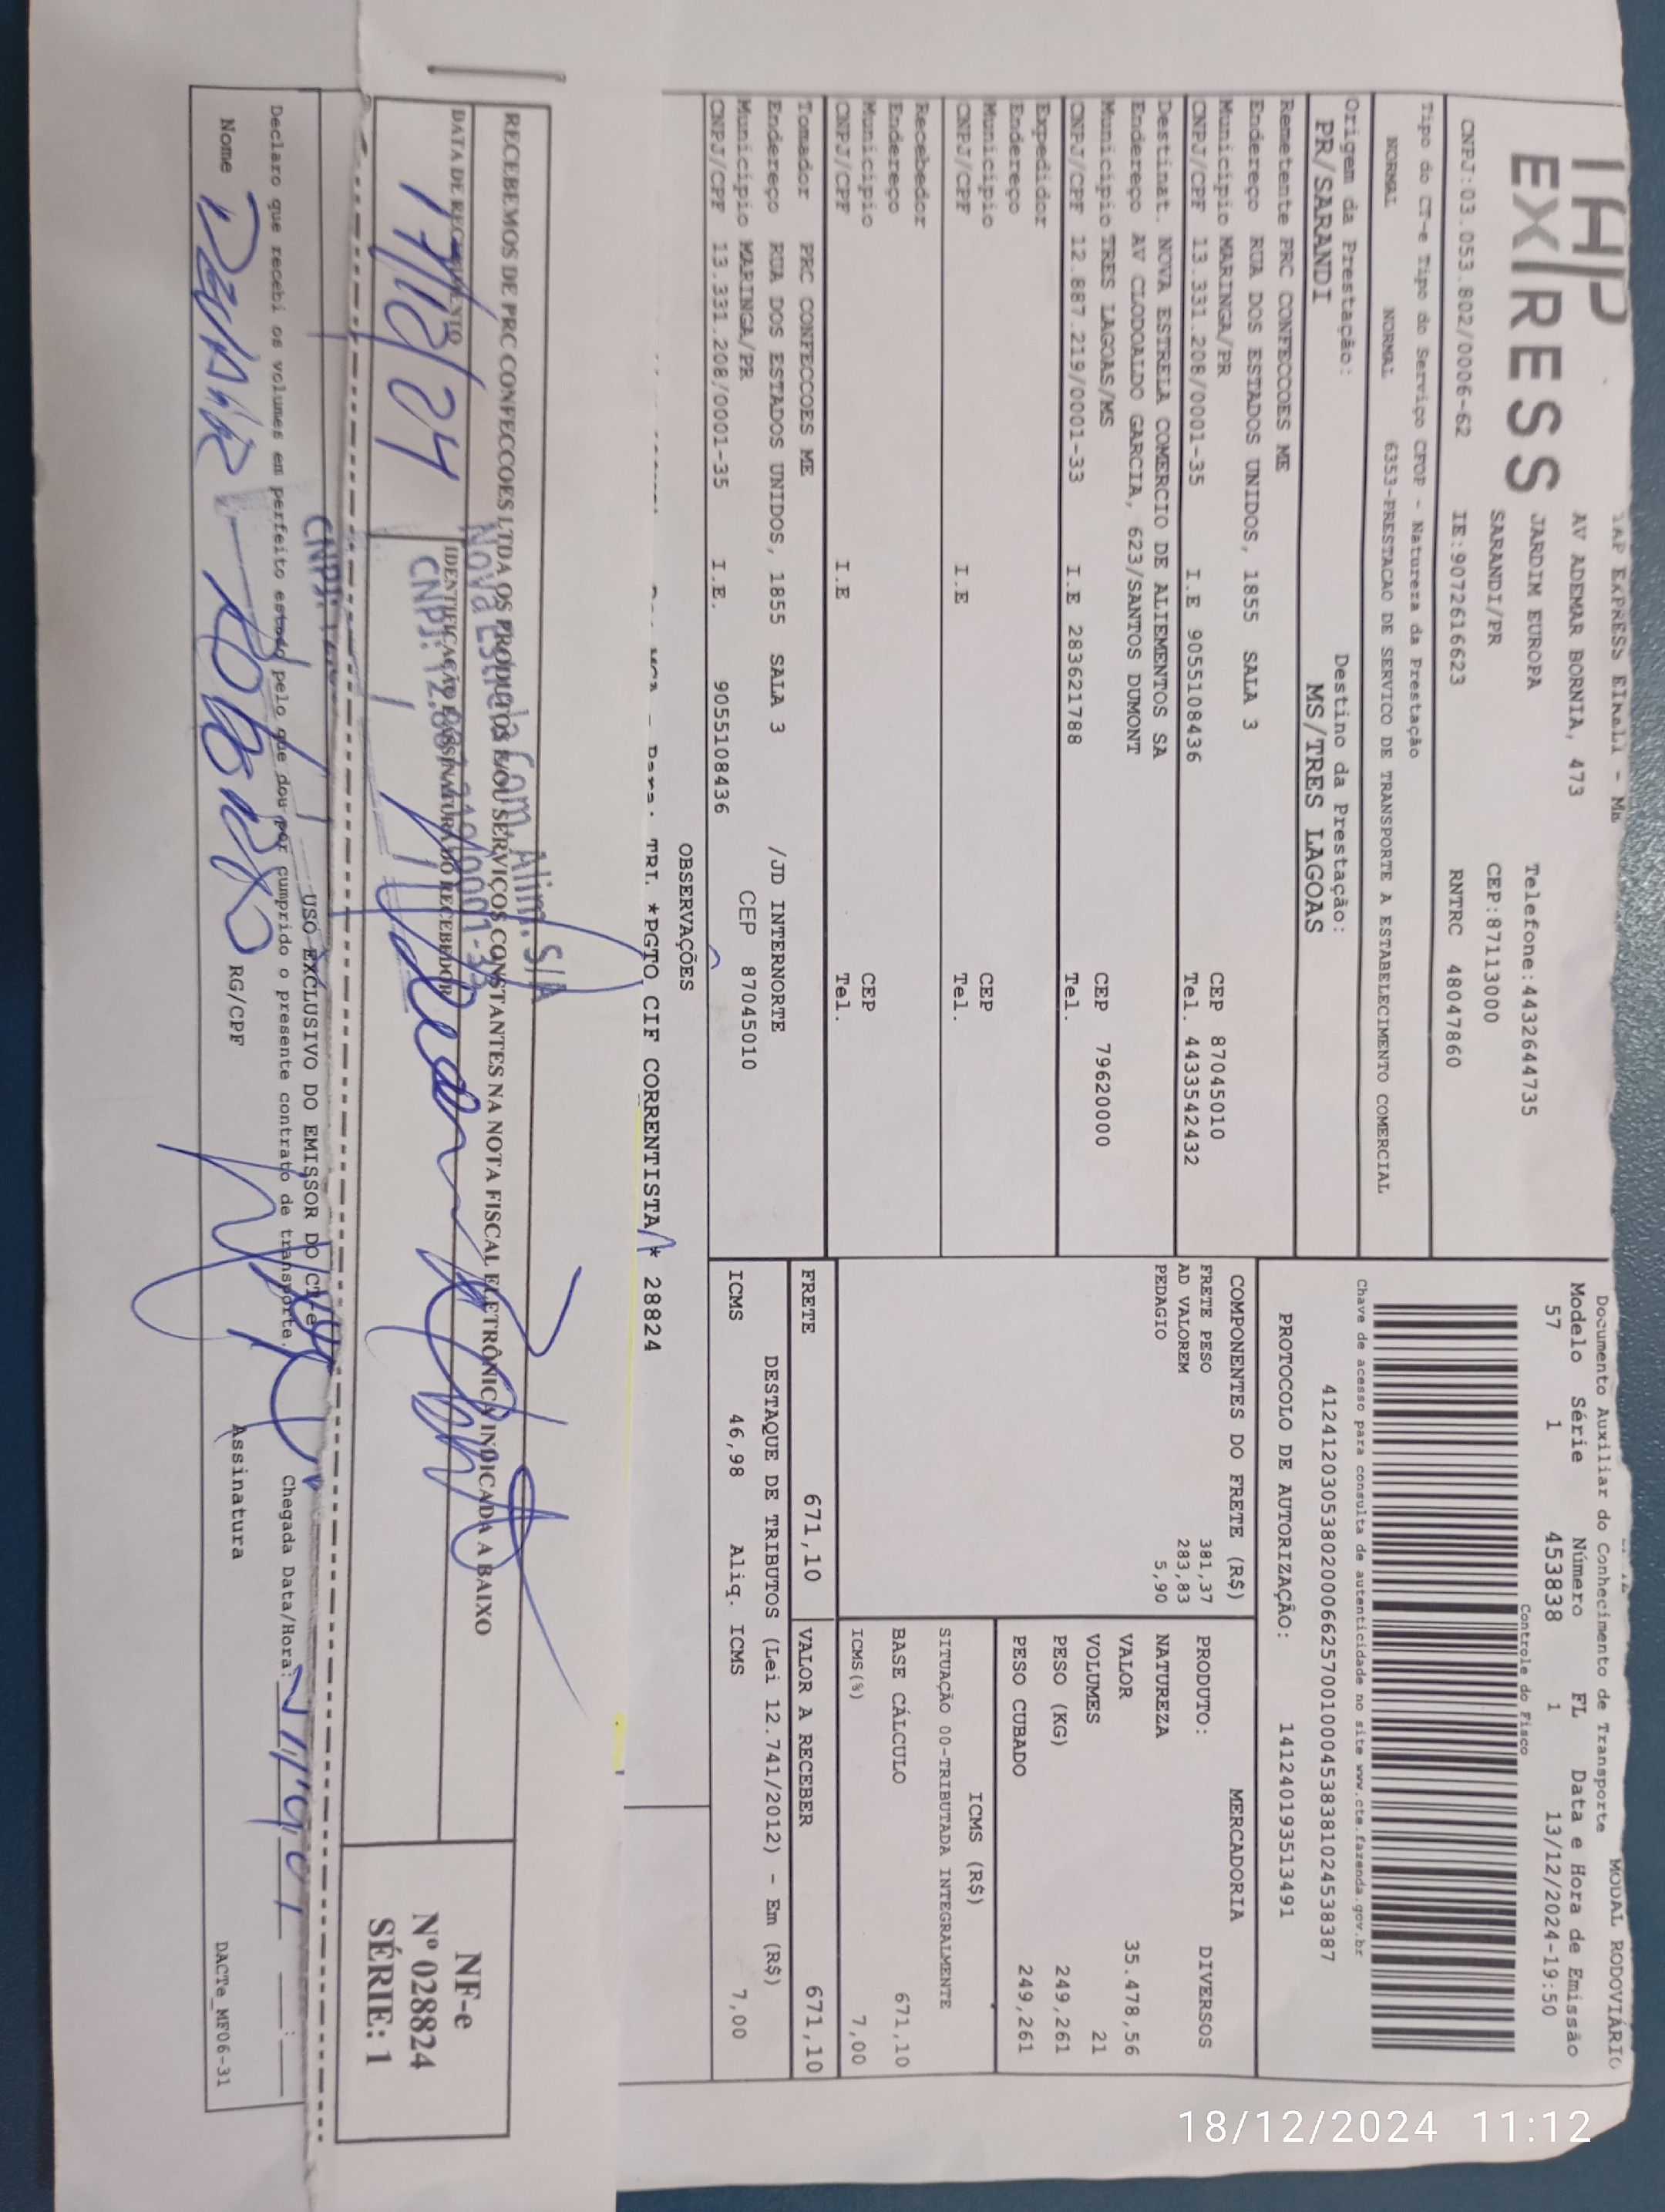 EXPRESS
AV ADEMAR BORNIA, 473
JARDIM EUROPA
Telefone:4432644735
SARANDI/PR
CEP:87113000
CNPJ:03.053.802/0006-62
IE:9072616623
RNTRC 48047860
Tipo do CT-e Tipo do Serviço CFOP - Natureza da Prestação
NORMAL NORMAL 6353-PRESTACAO DE SERVICO DE TRANSPORTE A ESTABELECIMENTO COMERCIAL
Origem da Prestação:
Destino da Prestação:
PR/SARANDI
MS/TRES LAGOAS
MODAL RODOVIÁRIO
Documento Auxiliar do Conhecimento de Transporte
Modelo Série Número FL Data e Hora de Emissão
57 1 453838 1 13/12/2024-19:50
Controle do Fisco
Chave de acesso para consulta de autenticidade no site www.cte.fazenda.gov.br
41241203053802000662570010004538381024538387
PROTOCOLO DE AUTORIZAÇÃO: 141240193513491
Remetente PRC CONFECCOES ME
Endereço RUA DOS ESTADOS UNIDOS, 1855 SALA 3
Municipio MARINGA/PR
CEP 87045010
CNPJ/CPF 13.331.208/0001-35 I.E 9055108436 Tel. 4433542432
Destinat. NOVA ESTRELA COMERCIO DE ALIEMENTOS SA
Endereço AV CLODOALDO GARCIA, 623/SANTOS DUMONT
Municipio TRES LAGOAS/MS
CEP 79620000
CNPJ/CPF 12.887.219/0001-33 I.E 283621788 Tel.
Expedidor
Endereço
Municipio CEP
CNPJ/CPF I.E Tel.
Recebedor
Endereço
Municipio CEP
CNPJ/CPF I.E Tel.
Tomador PRC CONFECCOES ME
Endereço RUA DOS ESTADOS UNIDOS, 1855 SALA 3 /JD INTERNORTE
Municipio MARINGA/PR CEP 87045010
CNPJ/CPF 13.331.208/0001-35 I.E. 9055108436
COMPONENTES DO FRETE (R$)
FRETE PESO 381,37
AD VALOREM 283,83
PEDAGIO 5,90
MERCADORIA
PRODUTO: DIVERSOS
NATUREZA
VALOR 35.478,56
VOLUMES 21
PESO (KG) 249,261
PESO CUBADO 249,261
ICMS (R$)
SITUAÇÃO 00-TRIBUTADA INTEGRALMENTE
BASE CÁLCULO 671,10
ICMS(%) 7,00
FRETE 671,10 VALOR A RECEBER 671,10
DESTAQUE DE TRIBUTOS (Lei 12.741/2012) - Em (R$)
ICMS 46,98 Aliq. ICMS 7,00
OBSERVAÇÕES
TRI. *PGTO CIF CORRENTISTA * 28824
RECEBEMOS DE PRC CONFECCOES LTDA OS PRODUTOS E/OU SERVIÇOS CONSTANTES NA NOTA FISCAL ELETRÔNICA INDICADA A BAIXO
Nova Estrela Com. Alim. S/A
DATA DE RECEBIMENTO
IDENTIFICAÇÃO E ASSINATURA DO RECEBEDOR
17/12/24
NF-e
Nº 028824
SÉRIE: 1
CNPJ:
USO EXCLUSIVO DO EMISSOR DO CT-e
Declaro que recebi os volumes em perfeito estado pelo que dou por cumprido o presente contrato de transporte.
Chegada Data/Hora:
Nome
RG/CPF
Assinatura
DACTe_MF06-31
18/12/2024 11:12